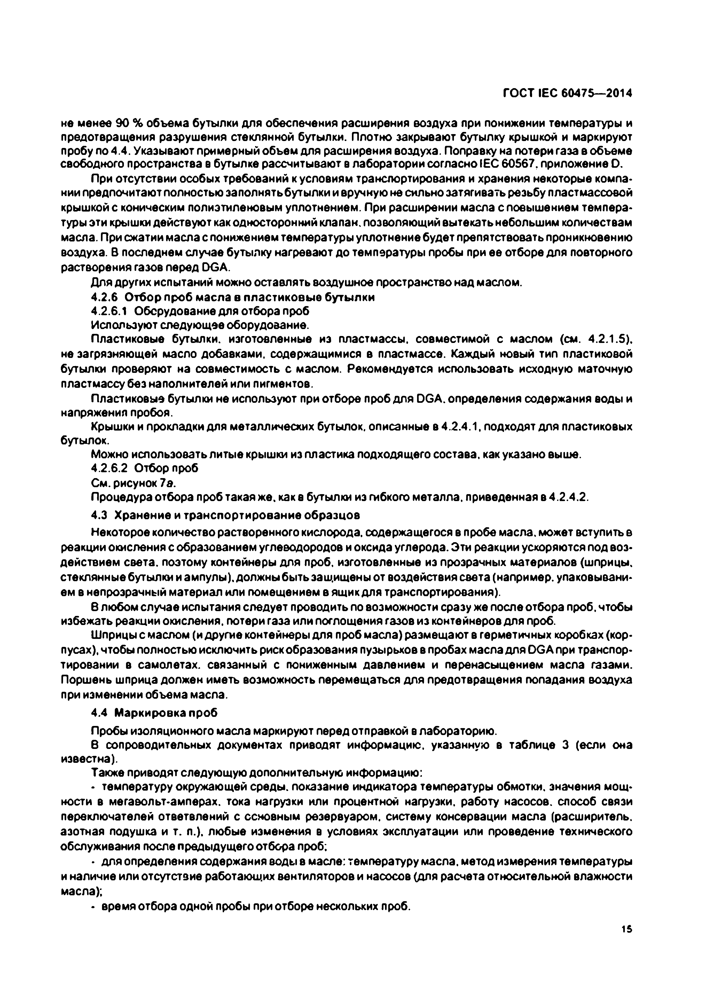 ГОСТ IEC 60475—2014
не менее 90 % объема бутылки для обеспечения расширения воздуха при понижении температуры и
предотвращения разрушения стеклянной бутылки. Плотно закрывают бутылку крышкой и маркируют
пробу по 4.4. Указывают примерный объем для расширения воздуха. Поправку на потери газа в объеме
свободного пространства в бутылке рассчитывают в лаборатории согласно IEC 60567, приложение D.
При отсутствии особых требований к условиям транспортирования и хранения некоторые компа-
нии предпочитают полностью заполнять бутылки и вручную не сильно затягивать резьбу пластмассовой
крышкой с коническим полиэтиленовым уплотнением. При расширении масла с повышением темпера-
туры эти крышки действуют как односторонний клапан, позволяющий вытекать небольшим количествам
масла. При сжатии масла с понижением температуры уплотнение будет препятствовать проникновению
воздуха. В последнем случае бутылку нагревают до температуры пробы при ее отборе для повторного
растворения газов перед DGA.
Для других испытаний можно оставлять воздушное пространство над маслом.
4.2.6 Отбор проб масла в пластиковые бутылки
4.2.6.1 Оборудование для отбора проб
Используют следующее оборудование.
Пластиковые бутылки, изготовленные из пластмассы, совместимой с маслом (см. 4.2.1.5),
не загрязняющей масло добавками, содержащимися в пластмассе. Каждый новый тип пластиковой
бутылки проверяют на совместимость с маслом. Рекомендуется использовать исходную маточную
пластмассу без наполнителей или пигментов.
Пластиковые бутылки не используют при отборе проб для DGA, определения содержания воды и
напряжения пробоя.
Крышки и прокладки для металлических бутылок, описанные в 4.2.4.1, подходят для пластиковых
бутылок.
Можно использовать литые крышки из пластика подходящего состава, как указано выше.
4.2.6.2 Отбор проб
См. рисунок 7а.
Процедура отбора проб такая же, как в бутылки из гибкого металла, приведенная в 4.2.4.2.
4.3 Хранение и транспортирование образцов
Некоторое количество растворенного кислорода, содержащегося в пробе масла, может вступить в
реакции окисления с образованием углеводородов и оксида углерода. Эти реакции ускоряются под воз-
действием света, поэтому контейнеры для проб, изготовленные из прозрачных материалов (шприцы,
стеклянные бутылки и ампулы), должны быть защищены от воздействия света (например, упаковывани-
ем в непрозрачный материал или помещением в ящик для транспортирования).
В любом случае испытания следует проводить по возможности сразу же после отбора проб, чтобы
избежать реакции окисления, потери газа или поглощения газов из контейнеров для проб.
Шприцы с маслом (и другие контейнеры для проб масла) размещают в герметичных коробках (кор-
пусах), чтобы полностью исключить риск образования пузырьков в пробах масла для DGA при транспор-
тировании в самолетах, связанный с пониженным давлением и перенасыщением масла газами.
Поршень шприца должен иметь возможность перемещаться для предотвращения попадания воздуха
при изменении объема масла.
4.4 Маркировка проб
Пробы изоляционного масла маркируют перед отправкой в лабораторию.
В сопроводительных документах приводят информацию, указанную в таблице 3 (если она
известна).
Также приводят следующую дополнительную информацию:
- температуру окружающей среды, показание индикатора температуры обмотки, значения мощ-
ности в мегавольт-амперах, тока нагрузки или процентной нагрузки, работу насосов, способ связи
переключателей ответвлений с основным резервуаром, систему консервации масла (расширитель,
азотная подушка и т. п.), любые изменения в условиях эксплуатации или проведение технического
обслуживания после предыдущего отбора проб;
- для определения содержания воды в масле: температуру масла, метод измерения температуры
и наличие или отсутствие работающих вентиляторов и насосов (для расчета относительной влажности
масла);
- время отбора одной пробы при отборе нескольких проб.
15